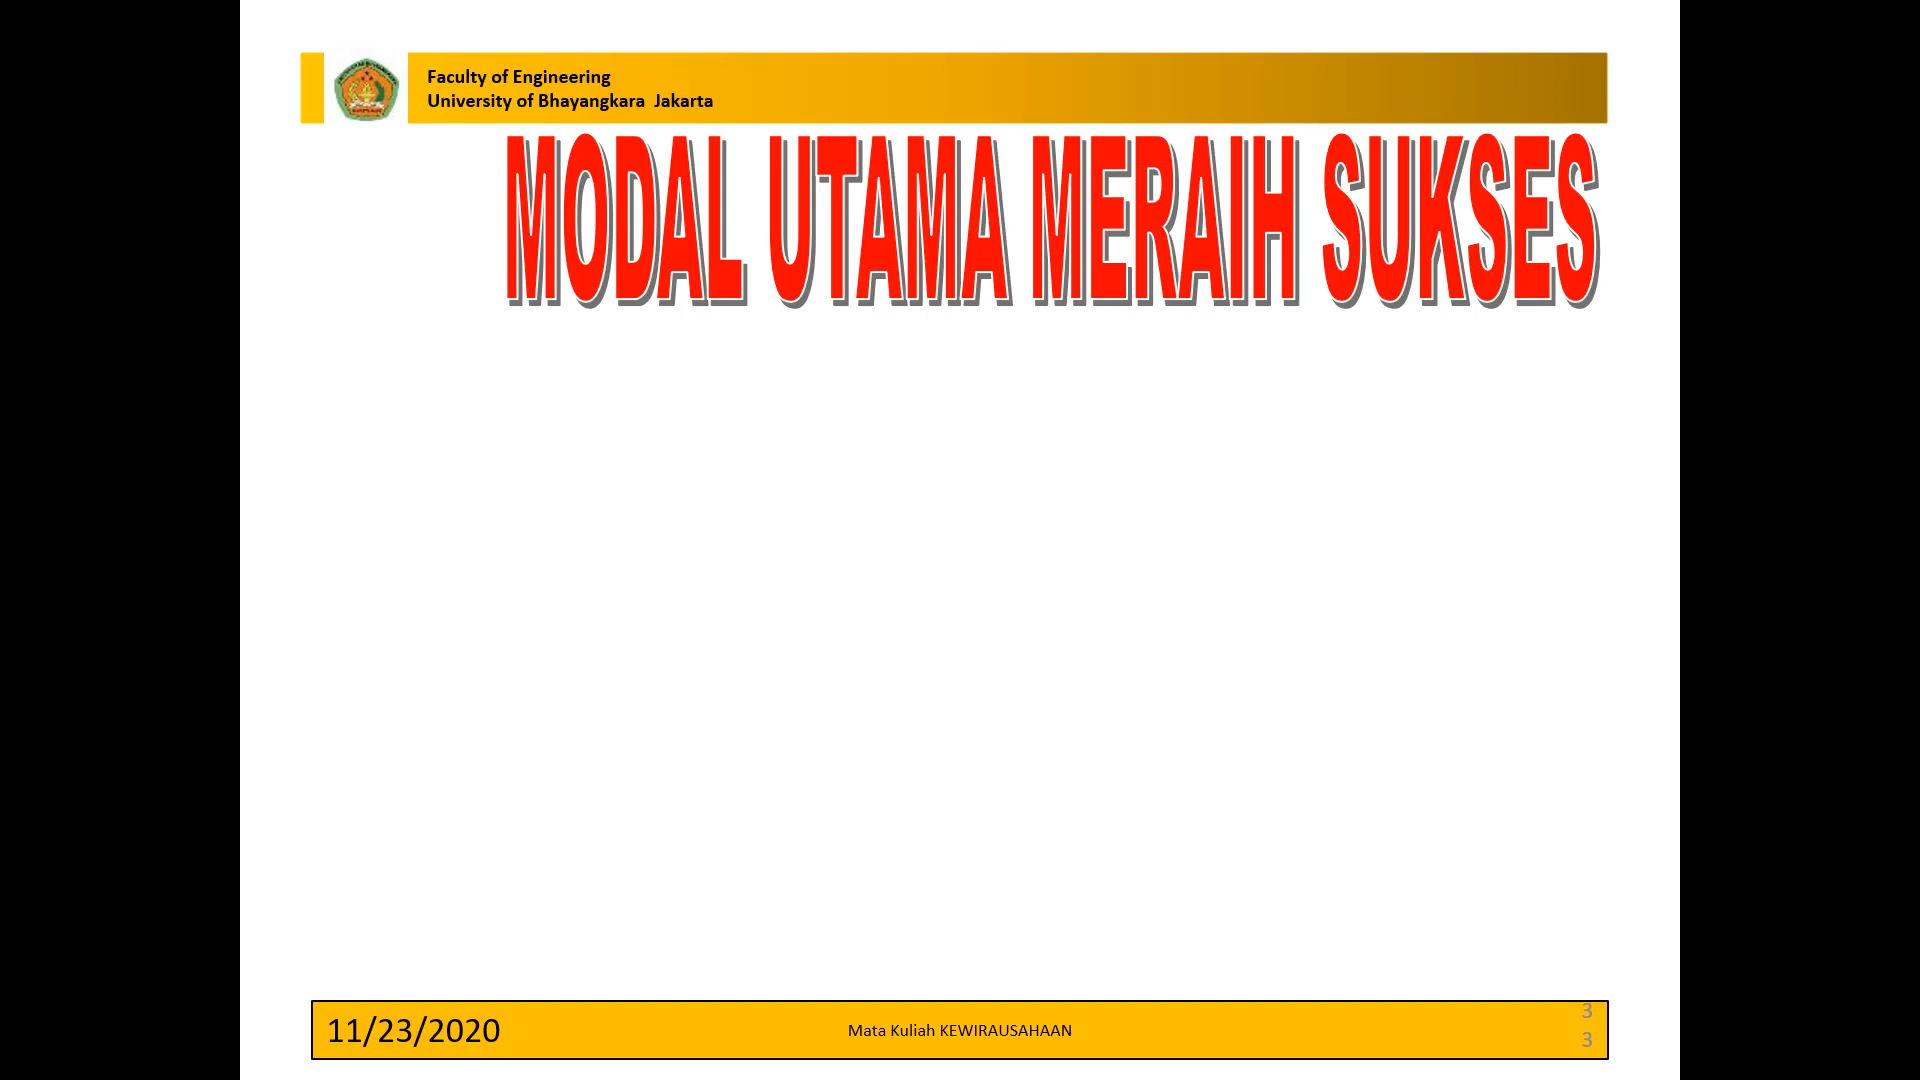 Faculty of Engineering
University of Bhayangkara Jakarta
MODAL UTAMA MERAIH SUKSES
11/23/2020
Mata Kuliah KEWIRAUSAHAAN
3
3